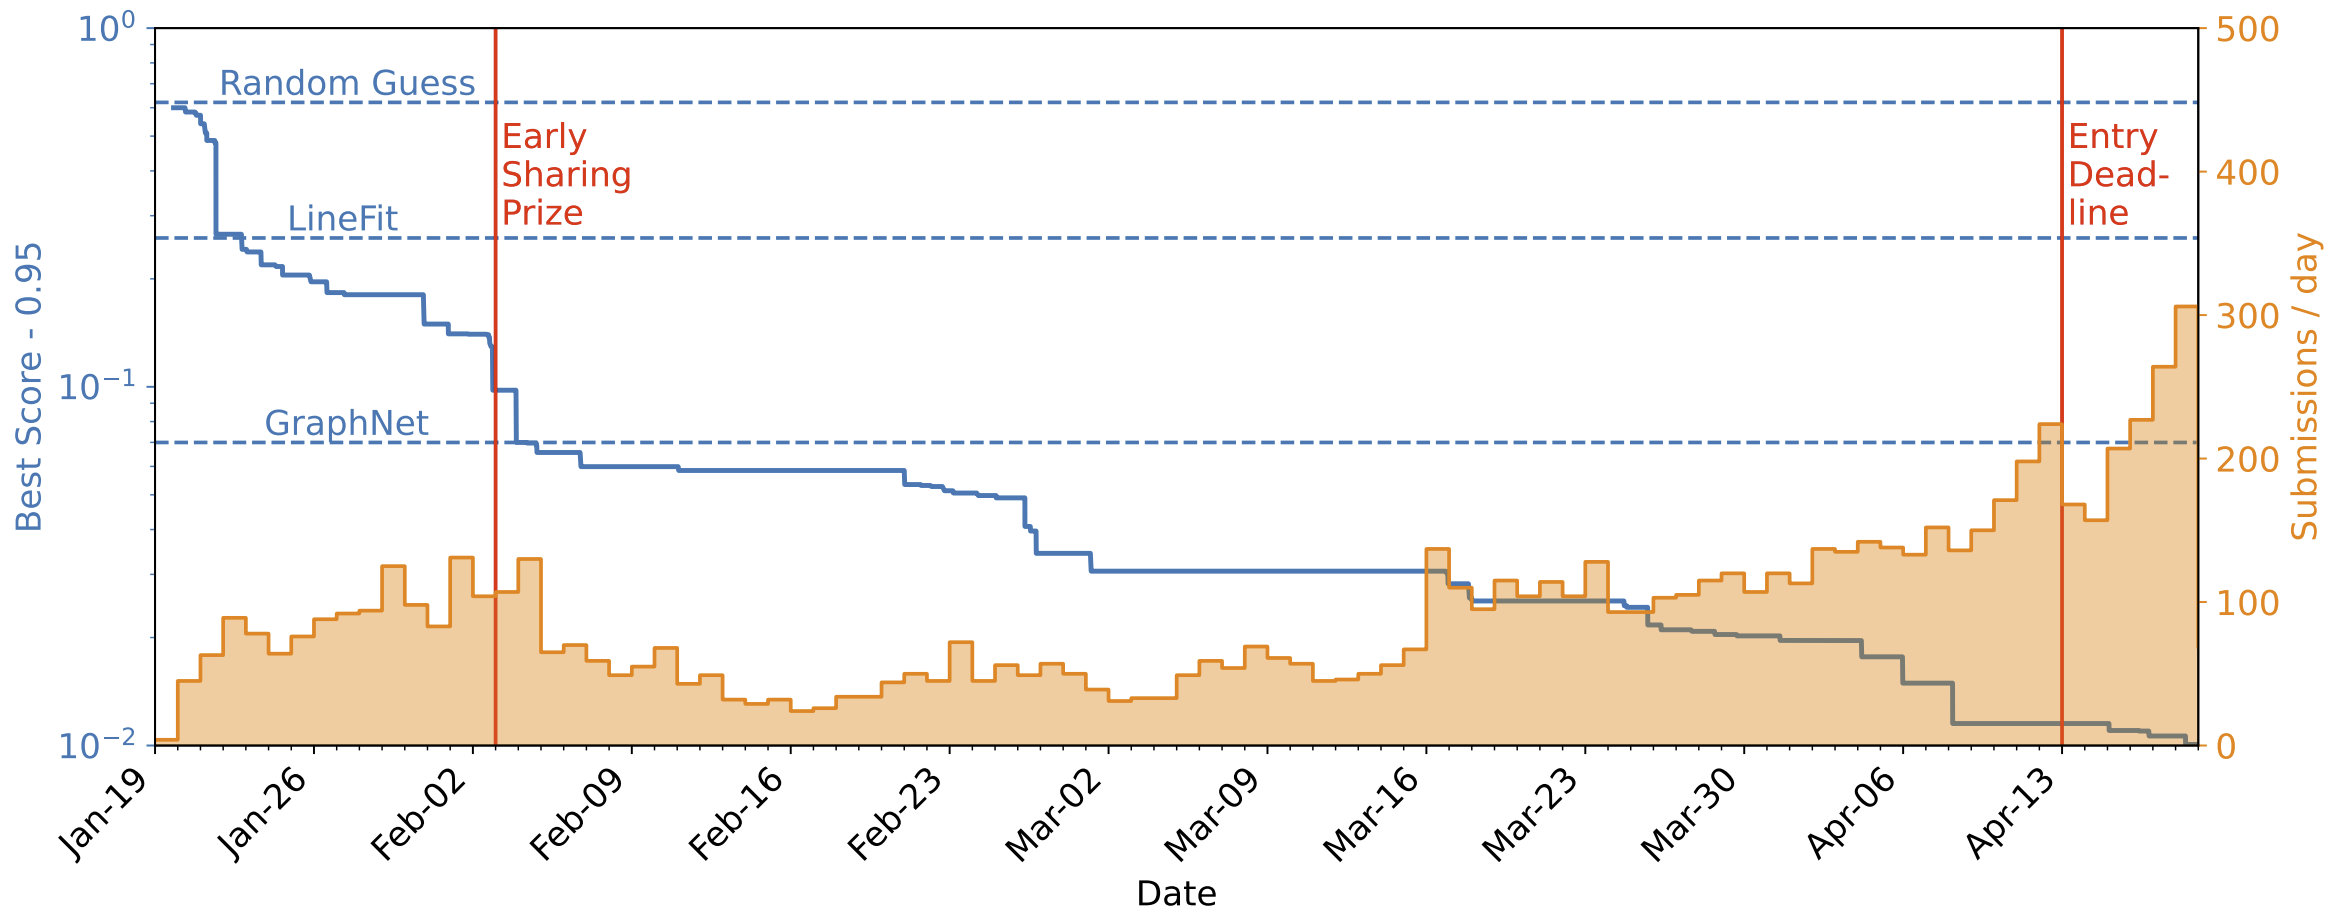 10⁰
10⁻¹
10⁻²
Best Score - 0.95
Random Guess
LineFit
GraphNet
Early
Sharing
Prize
Entry
Dead-
line
500
400
300
200
100
0
Submissions / day
Jan-19
Jan-26
Feb-02
Feb-09
Feb-16
Feb-23
Mar-02
Mar-09
Mar-16
Mar-23
Mar-30
Apr-06
Apr-13
Date